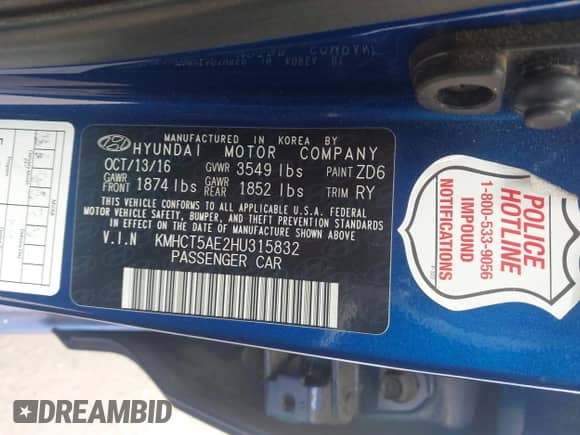 MANUFACTURED IN KOREA BY
HYUNDAI MOTOR COMPANY
OCT/13/16 GVWR 3549 lbs PAINT ZD6
GAWR FRONT 1874 lbs GAWR REAR 1852 lbs TRIM RY
THIS VEHICLE CONFORMS TO ALL APPLICABLE U.S.A. FEDERAL
MOTOR VEHICLE SAFETY, BUMPER, AND THEFT PREVENTION STANDARDS
IN EFFECT ON THE DATE OF MANUFACTURE SHOWN ABOVE.
V.I.N KMHCT5AE2HU315832
PASSENGER CAR
POLICE
HOTLINE
1-800-533-9056
IMPOUND
NOTIFICATIONS
DREAMBID